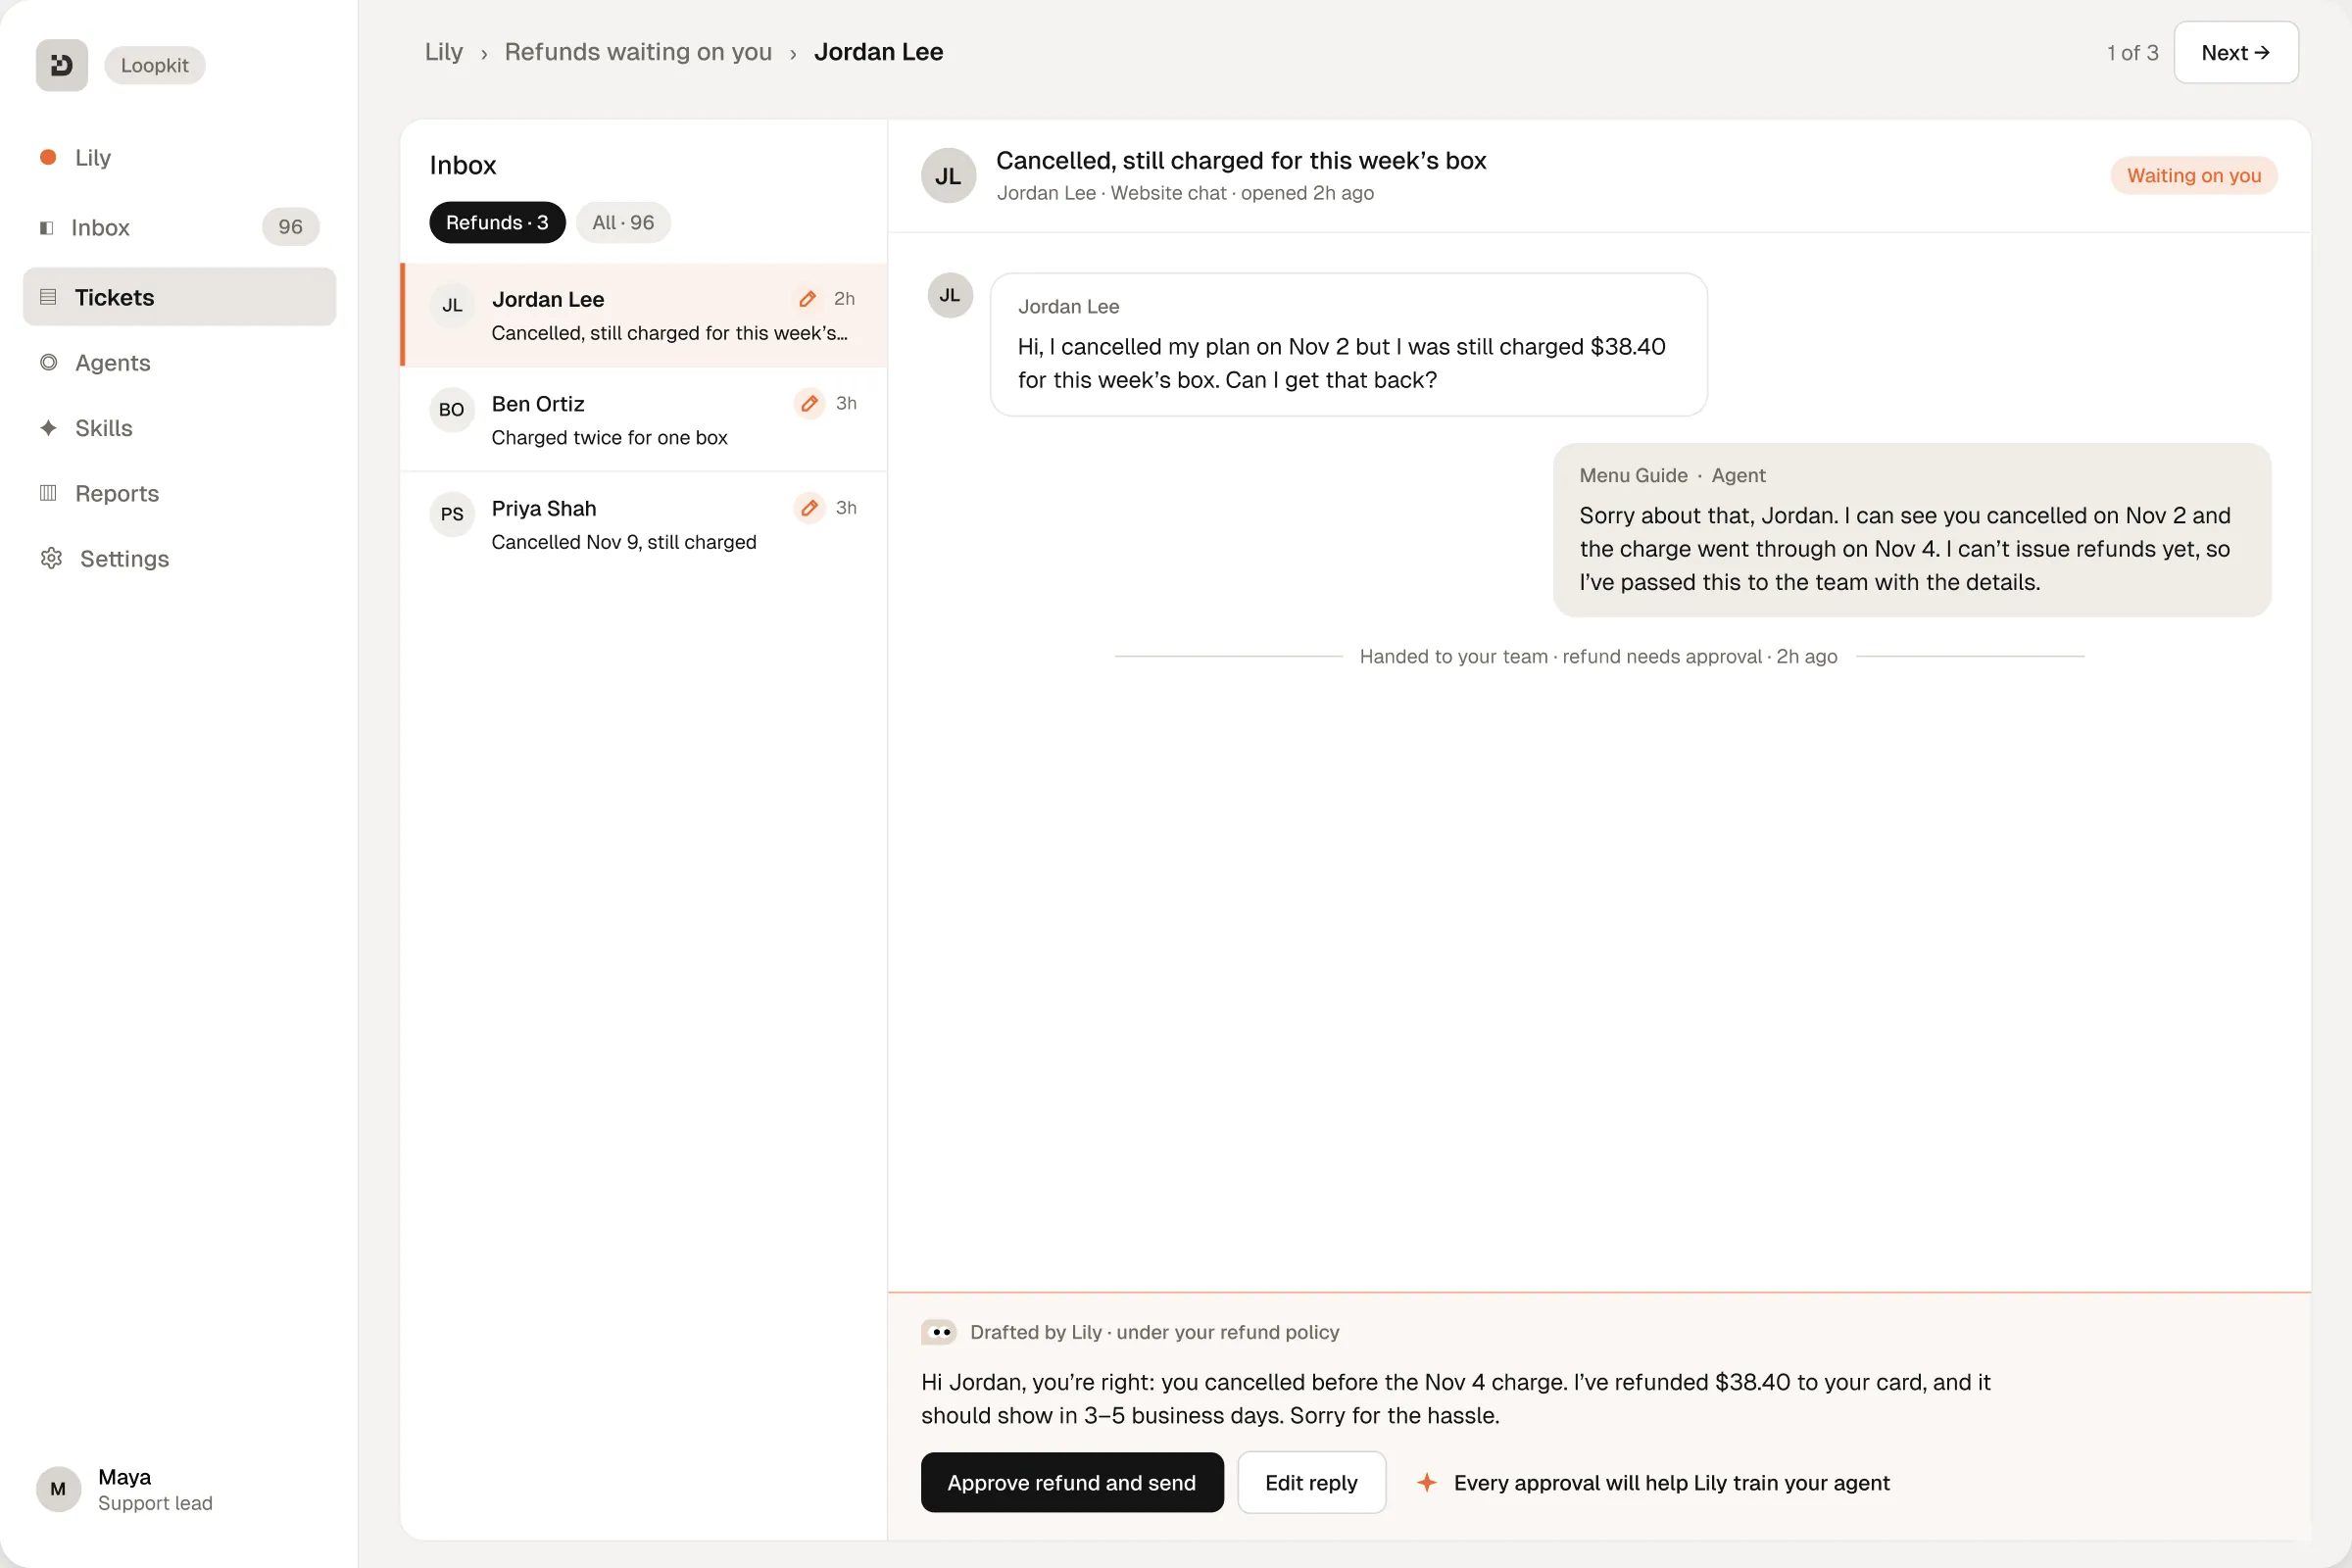 Loopkit
Lily
Inbox 96
Tickets
Agents
Skills
Reports
Settings
M
Maya
Support lead
Lily › Refunds waiting on you › Jordan Lee
1 of 3 Next →
Inbox
Refunds · 3 All · 96
JL Jordan Lee 2h
Cancelled, still charged for this week’s...
BO Ben Ortiz 3h
Charged twice for one box
PS Priya Shah 3h
Cancelled Nov 9, still charged
JL
Cancelled, still charged for this week’s box
Jordan Lee · Website chat · opened 2h ago
Waiting on you
JL
Jordan Lee
Hi, I cancelled my plan on Nov 2 but I was still charged $38.40
for this week’s box. Can I get that back?
Menu Guide · Agent
Sorry about that, Jordan. I can see you cancelled on Nov 2 and
the charge went through on Nov 4. I can’t issue refunds yet, so
I’ve passed this to the team with the details.
Handed to your team · refund needs approval · 2h ago
Drafted by Lily · under your refund policy
Hi Jordan, you’re right: you cancelled before the Nov 4 charge. I’ve refunded $38.40 to your card, and it
should show in 3–5 business days. Sorry for the hassle.
Approve refund and send Edit reply Every approval will help Lily train your agent